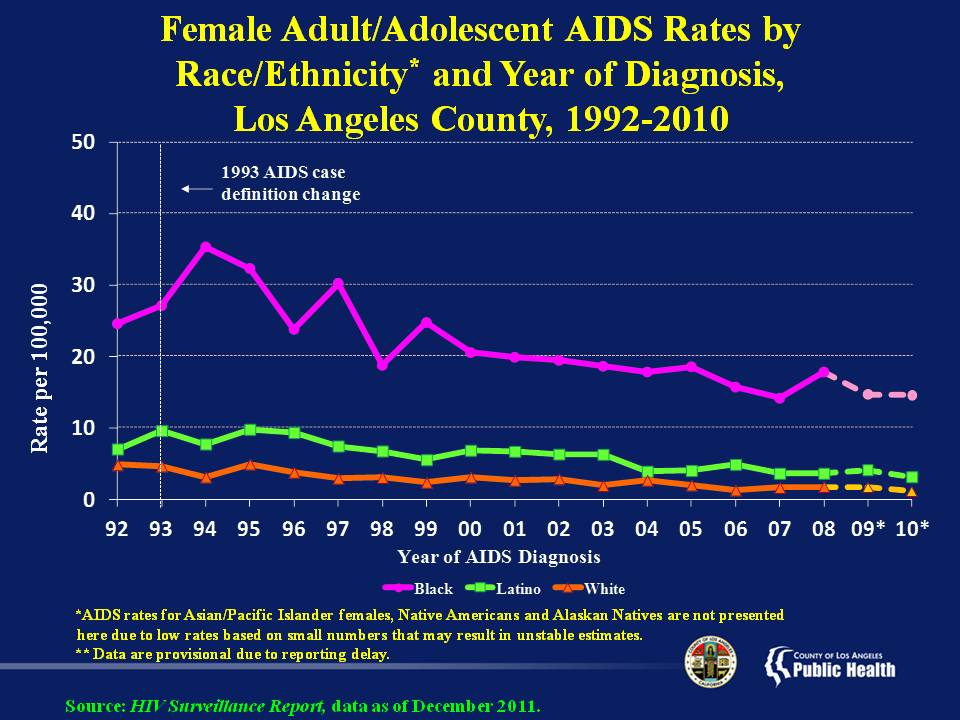 Female Adult/Adolescent AIDS Rates by
Race/Ethnicity* and Year of Diagnosis,
Los Angeles County, 1992-2010
50
1993 AIDS case
definition change
40
30
20
10
0
Rate per 100,000
92 93 94 95 96 97 98 99 00 01 02 03 04 05 06 07 08 09* 10*
Year of AIDS Diagnosis
Black Latino White
*AIDS rates for Asian/Pacific Islander females, Native Americans and Alaskan Natives are not presented
here due to low rates based on small numbers that may result in unstable estimates.
** Data are provisional due to reporting delay.
COUNTY OF LOS ANGELES
Public Health
Source: HIV Surveillance Report, data as of December 2011.